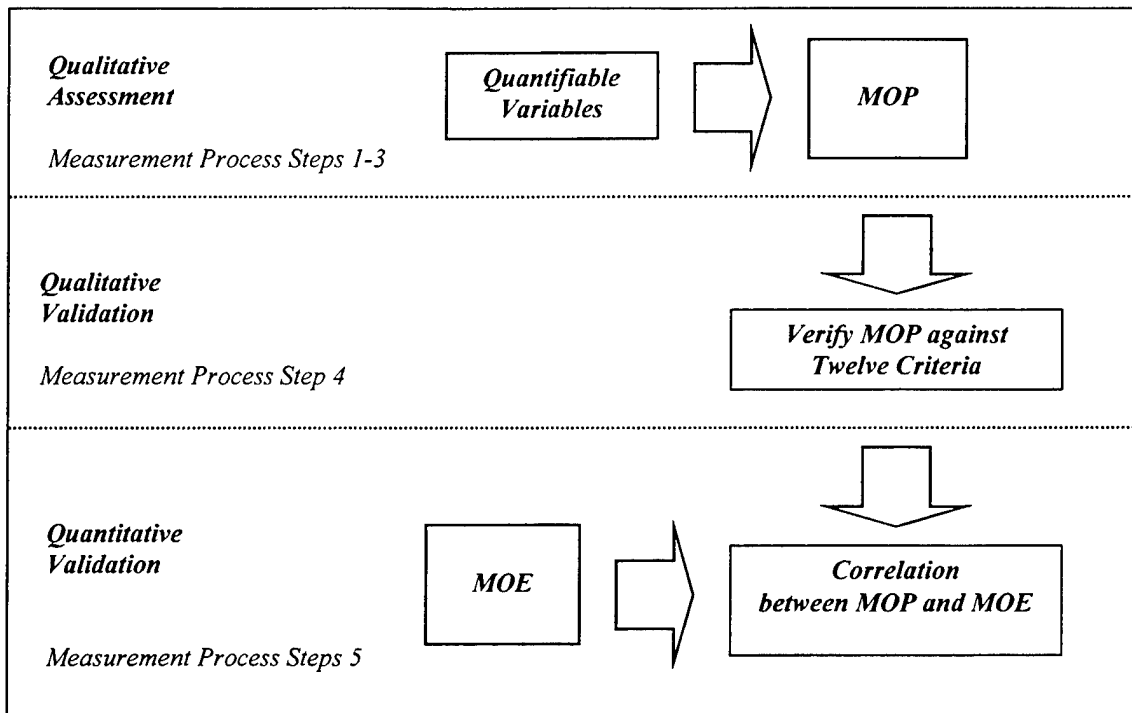 Qualitative
Assessment
Measurement Process Steps 1-3
Quantifiable
Variables
MOP
Qualitative
Validation
Measurement Process Step 4
Verify MOP against
Twelve Criteria
Quantitative
Validation
Measurement Process Steps 5
MOE
Correlation
between MOP and MOE